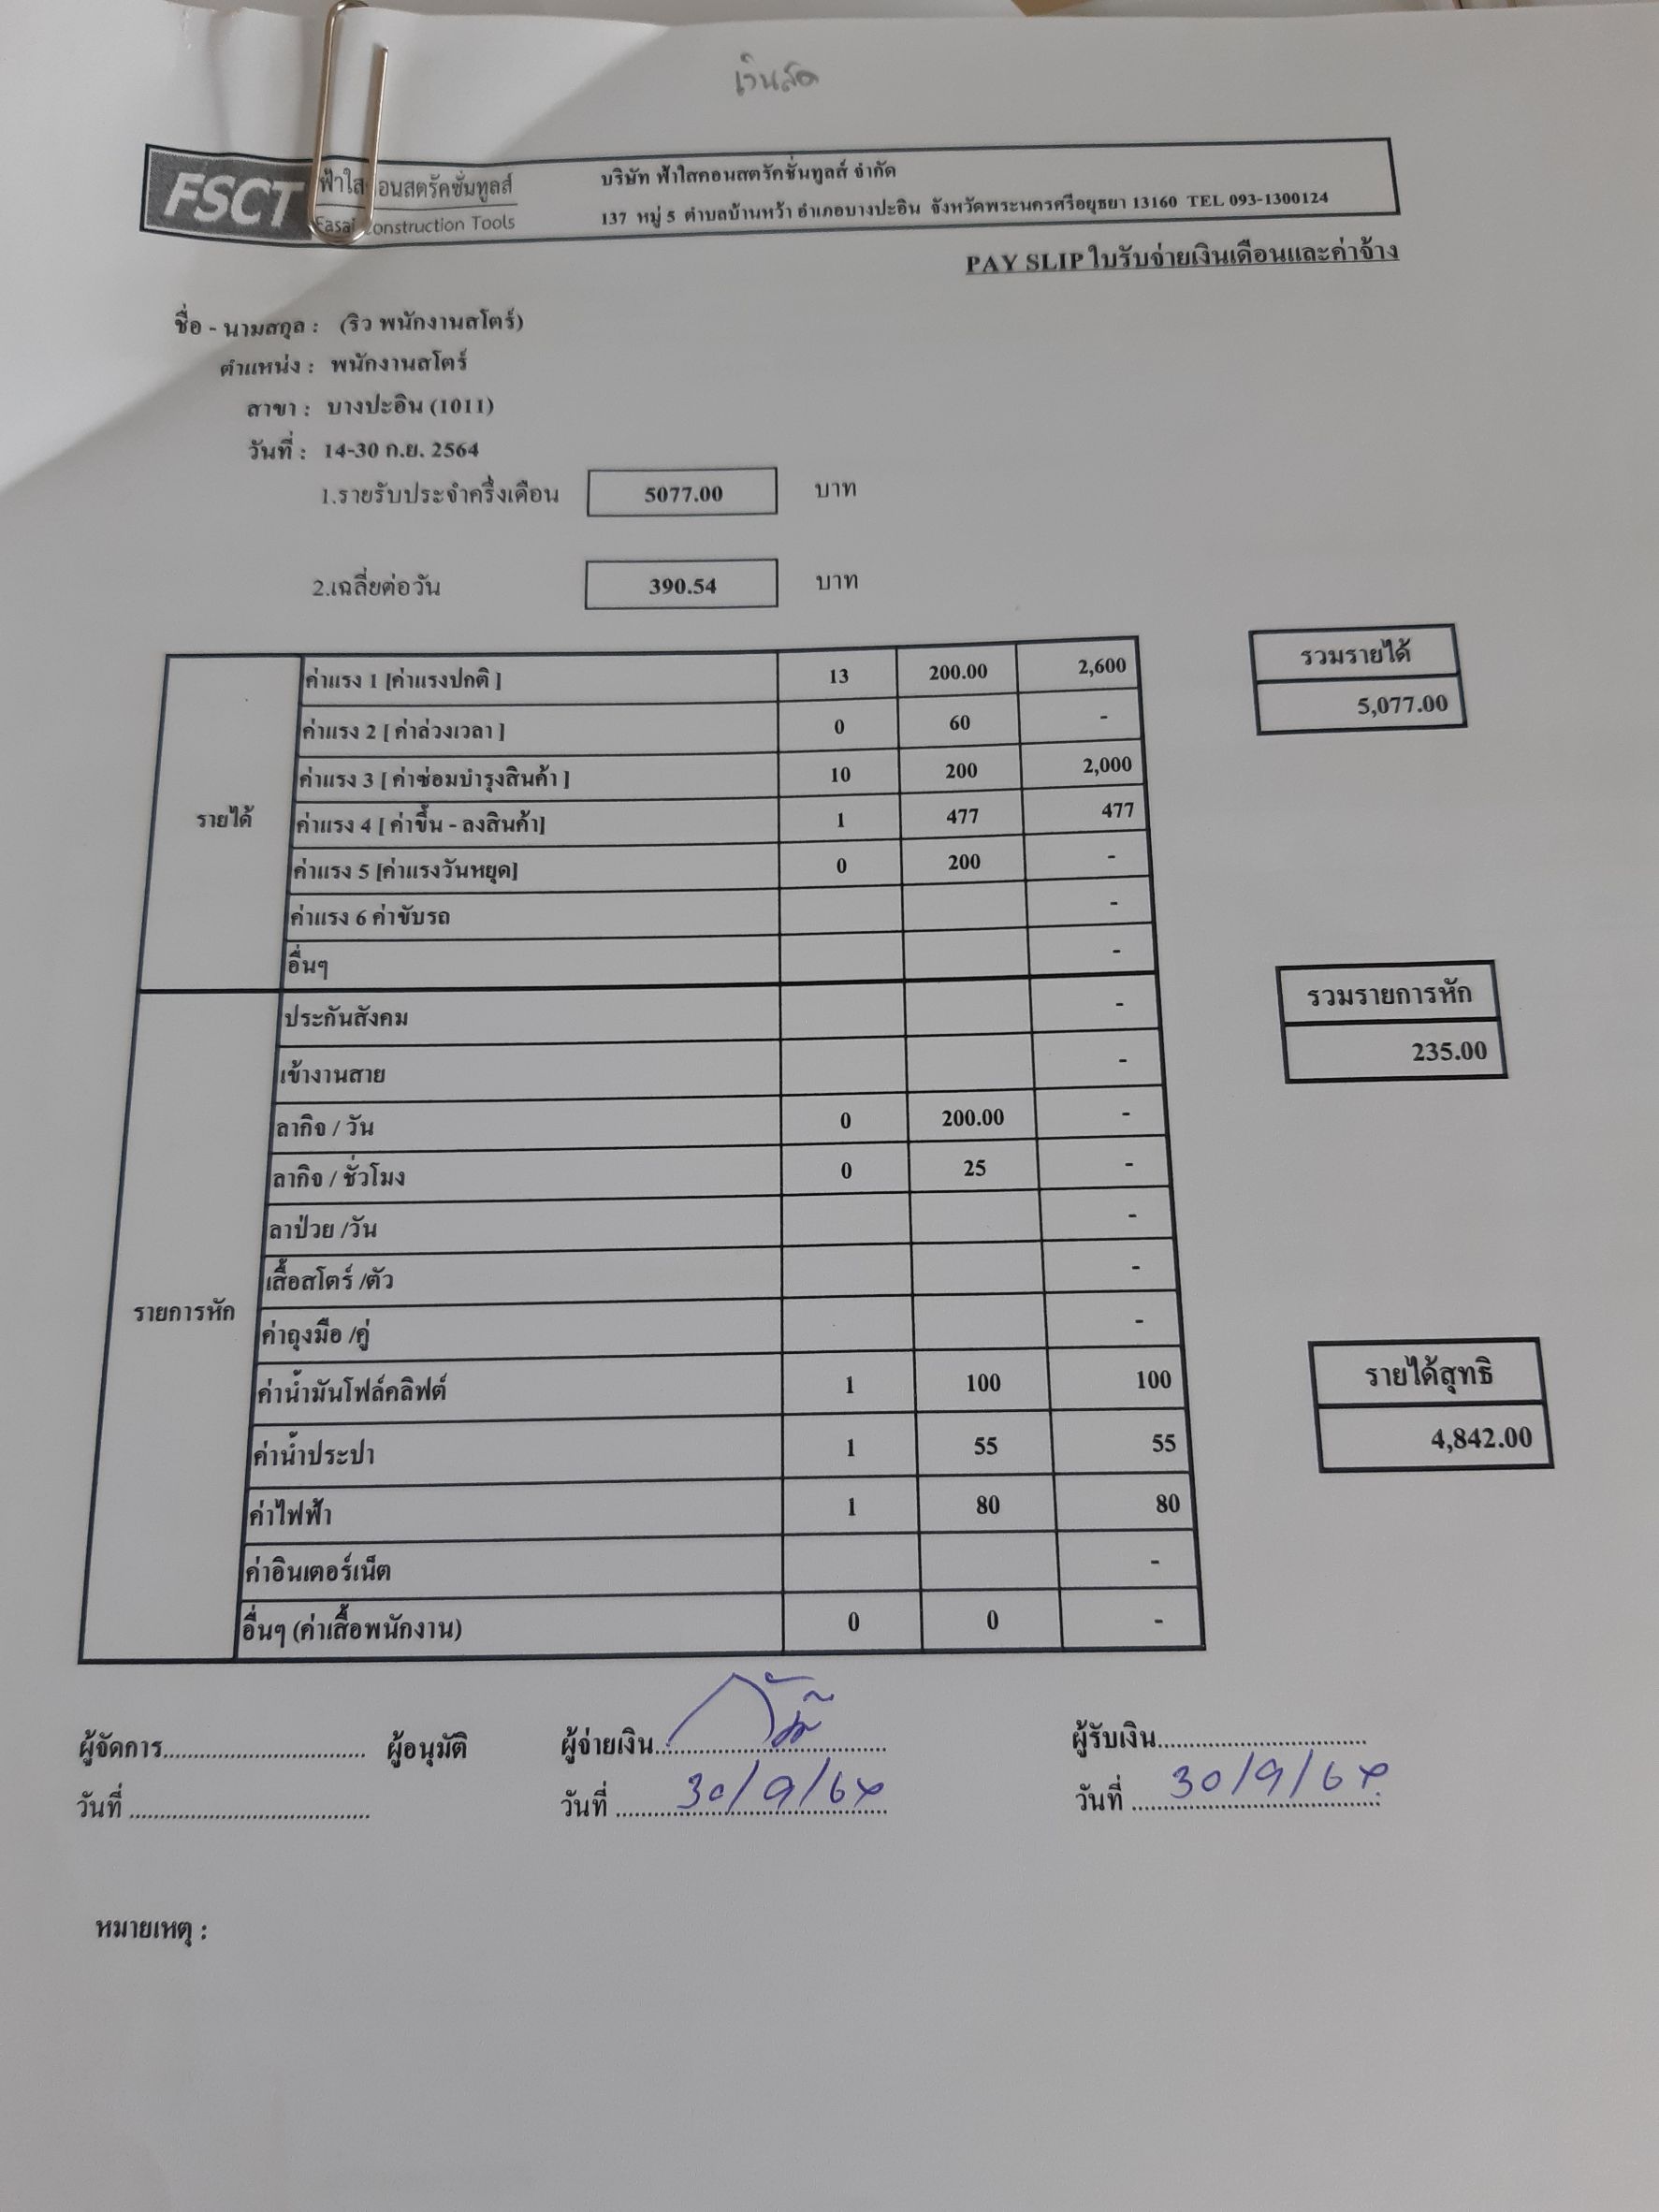 เงินสด
FSCT ฟ้าใส อนสตรัคชั่นทูลส์
Fasai Construction Tools
บริษัท ฟ้าใสคอนสตรัคชั่นทูลส์ จำกัด
137 หมู่ 5 ตำบลบ้านหว้า อำเภอบางปะอิน จังหวัดพระนครศรีอยุธยา 13160 TEL 093-1300124
PAY SLIP ใบรับจ่ายเงินเดือนและค่าจ้าง
ชื่อ - นามสกุล : (ริว พนักงานสโตร์)
ตำแหน่ง : พนักงานสโตร์
สาขา : บางปะอิน (1011)
วันที่ : 14-30 ก.ย. 2564
1.รายรับประจำครึ่งเดือน 5077.00 บาท
2.เฉลี่ยต่อวัน 390.54 บาท
รายได้
ค่าแรง 1 [ค่าแรงปกติ ] 13 200.00 2,600
ค่าแรง 2 [ ค่าล่วงเวลา ] 0 60 -
ค่าแรง 3 [ ค่าซ่อมบำรุงสินค้า ] 10 200 2,000
ค่าแรง 4 [ ค่าขึ้น - ลงสินค้า] 1 477 477
ค่าแรง 5 [ค่าแรงวันหยุด] 0 200 -
ค่าแรง 6 ค่าขับรถ -
อื่นๆ -
รวมรายได้
5,077.00
รายการหัก
ประกันสังคม -
เข้างานสาย -
ลากิจ / วัน 0 200.00 -
ลากิจ / ชั่วโมง 0 25 -
ลาป่วย /วัน -
เสื้อสโตร์ /ตัว -
ค่าถุงมือ /คู่ -
ค่าน้ำมันโฟล์คลิฟต์ 1 100 100
ค่าน้ำประปา 1 55 55
ค่าไฟฟ้า 1 80 80
ค่าอินเตอร์เน็ต -
อื่นๆ (ค่าเสื้อพนักงาน) 0 0 -
รวมรายการหัก
235.00
รายได้สุทธิ
4,842.00
ผู้จัดการ................................ ผู้อนุมัติ ผู้จ่ายเงิน................................ ผู้รับเงิน................................
วันที่ ................................ วันที่ 30/9/64 วันที่ 30/9/64
หมายเหตุ :